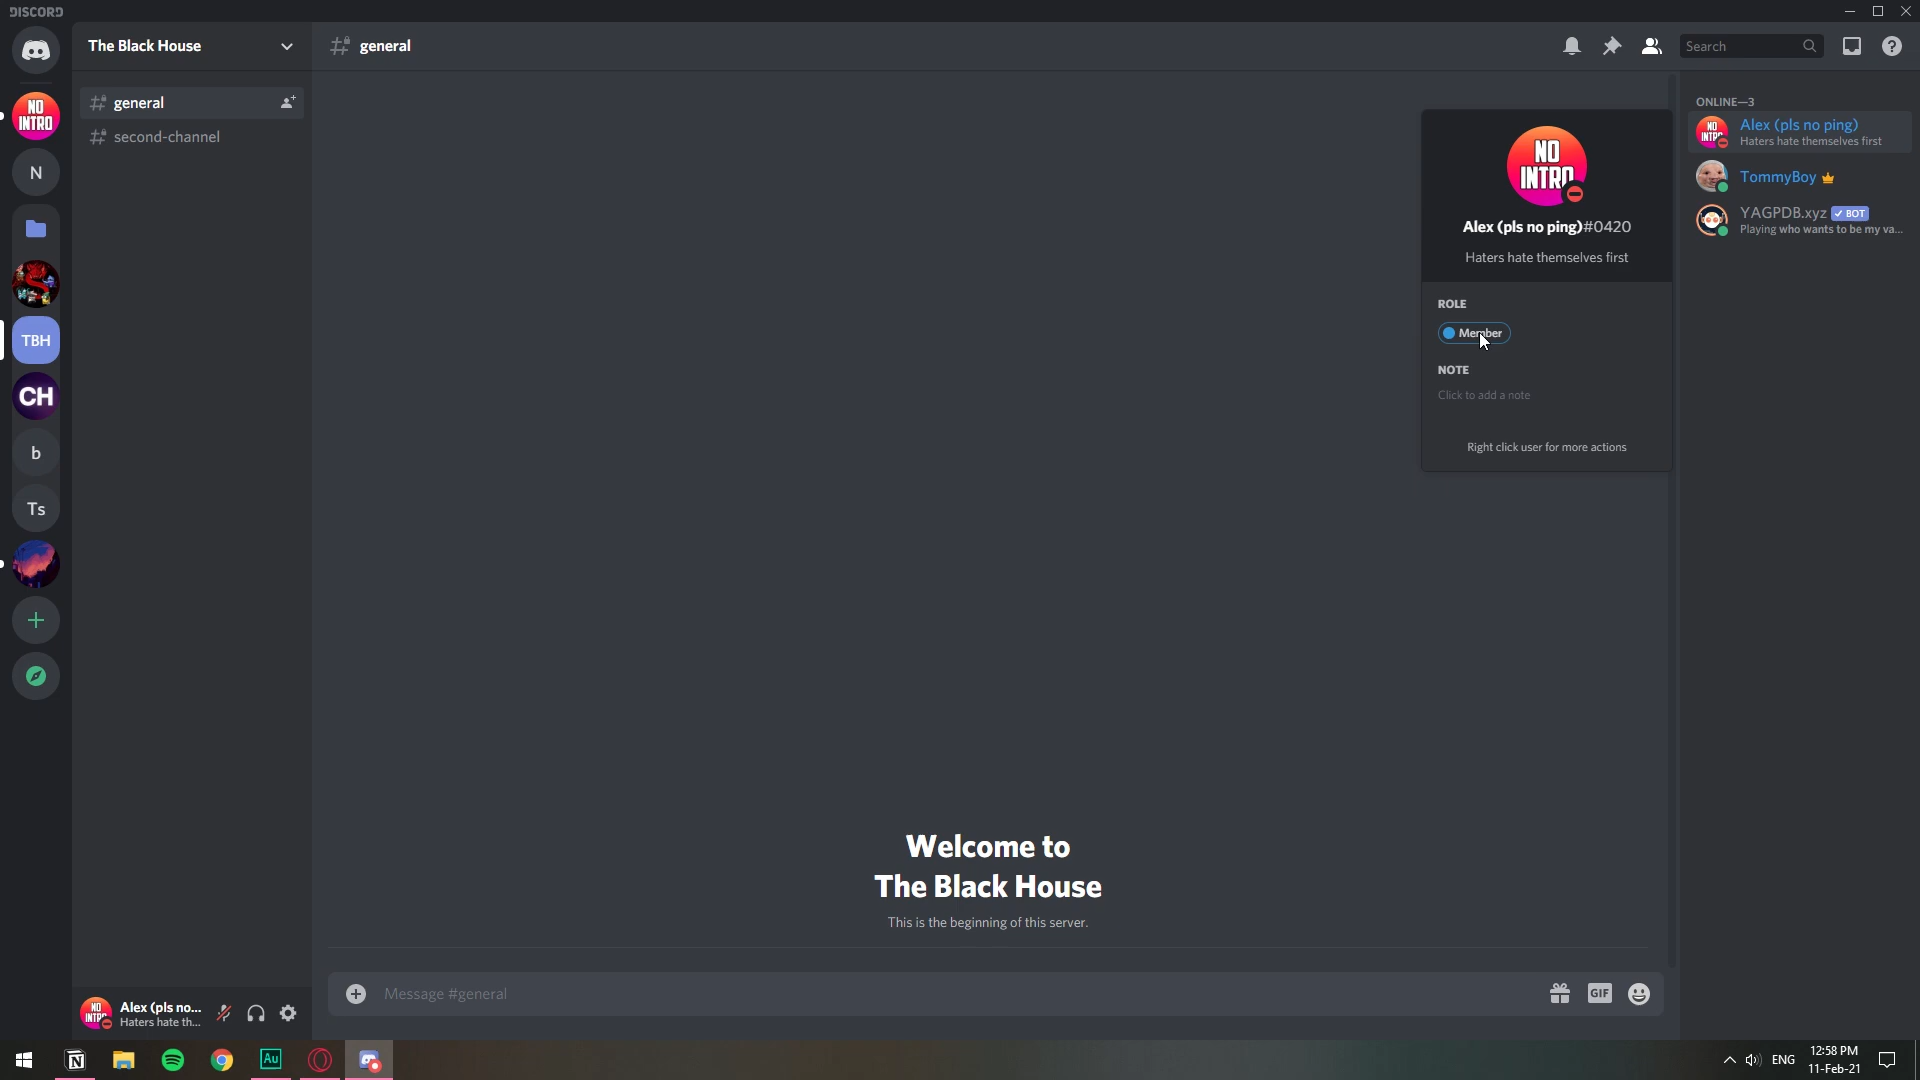 DISCORD
The Black House
general
Search
general
second-channel
N
TBH
CH
b
Ts
NO
INTRO
NO
INTRO
Alex (pls no ping)#0420
Haters hate themselves first
ROLE
Member
NOTE
Click to add a note
Right click user for more actions
ONLINE—3
Alex (pls no ping)
Haters hate themselves first
TommyBoy
YAGPDB.xyz ✓ BOT
Playing who wants to be my va...
Welcome to
The Black House
This is the beginning of this server.
Message #general
GIF
Alex (pls no...
Haters hate th...
Au
ENG
12:58 PM
11-Feb-21